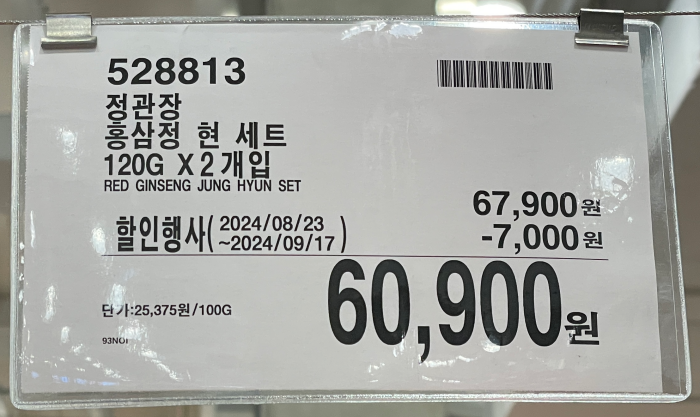 528813
정관장
홍삼정 현 세트
120G X 2 개입
RED GINSENG JUNG HYUN SET
67,900원
할인행사( 2024/08/23 ~2024/09/17 )
-7,000원
60,900원
단가:25,375원/100G